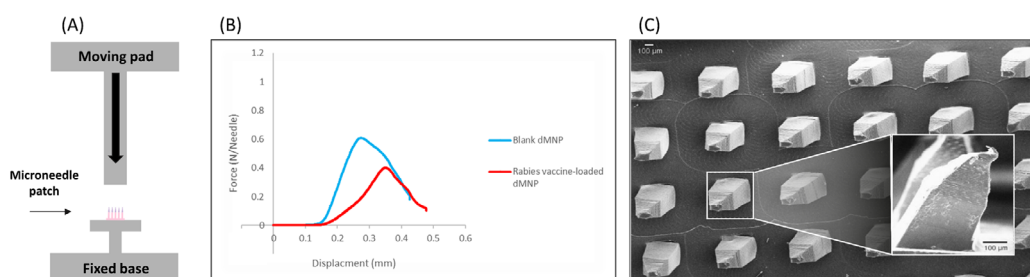 (A)
Moving pad
Microneedle
patch
Fixed base
(B)
1.2
1
0.8
0.6
0.4
0.2
0
0
0.1
0.2
0.3
0.4
0.5
0.6
Force (N/Needle)
Displacment (mm)
Blank dMNP
Rabies vaccine-loaded
dMNP
(C)
100 µm
100 µm